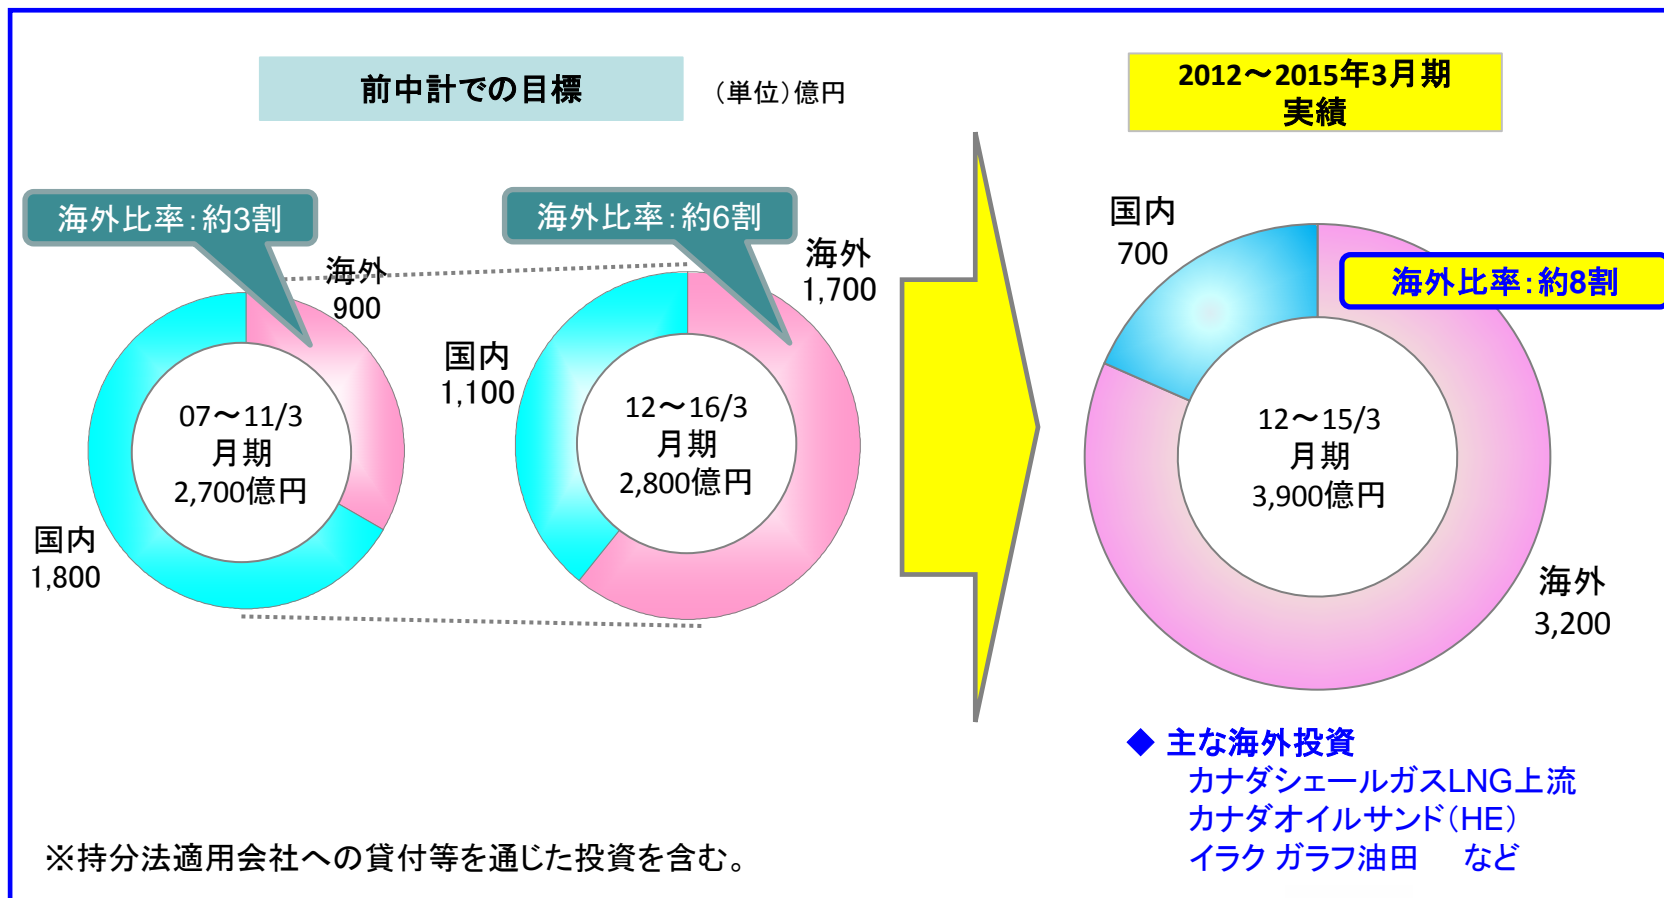 前中計での目標
（単位）億円
2012～2015年3月期
実績
海外比率：約3割
海外
900
07～11/3
月期
2,700億円
国内
1,800
海外比率：約6割
海外
1,700
国内
1,100
12～16/3
月期
2,800億円
国内
700
海外比率：約8割
12～15/3
月期
3,900億円
海外
3,200
◆ 主な海外投資
カナダシェールガスLNG上流
カナダオイルサンド（HE）
イラク ガラフ油田　など
※持分法適用会社への貸付等を通じた投資を含む。